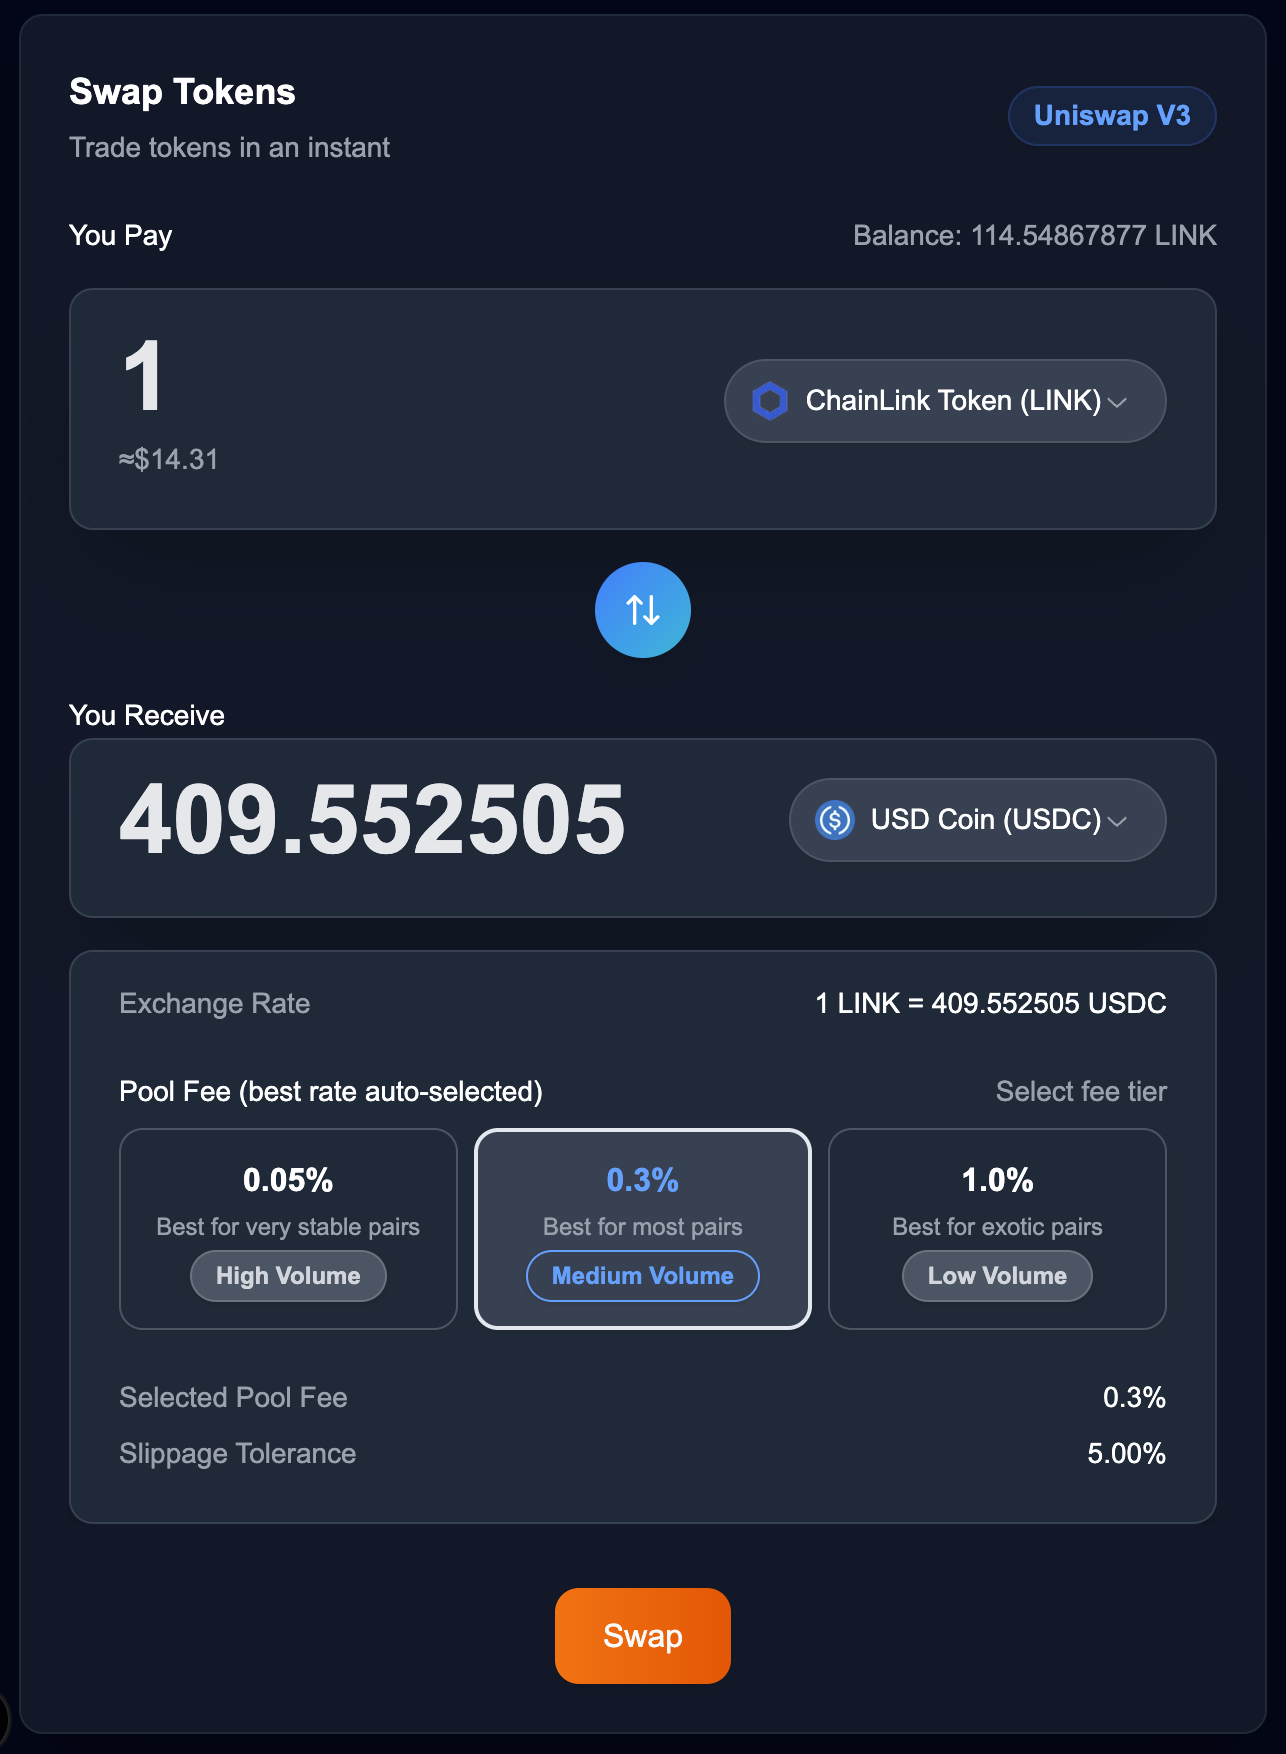 Swap Tokens
Uniswap V3
Trade tokens in an instant
You Pay
Balance: 114.54867877 LINK
1
ChainLink Token (LINK)
≈$14.31
You Receive
409.552505
USD Coin (USDC)
Exchange Rate
1 LINK = 409.552505 USDC
Pool Fee (best rate auto-selected)
Select fee tier
0.05%
Best for very stable pairs
High Volume
0.3%
Best for most pairs
Medium Volume
1.0%
Best for exotic pairs
Low Volume
Selected Pool Fee
0.3%
Slippage Tolerance
5.00%
Swap